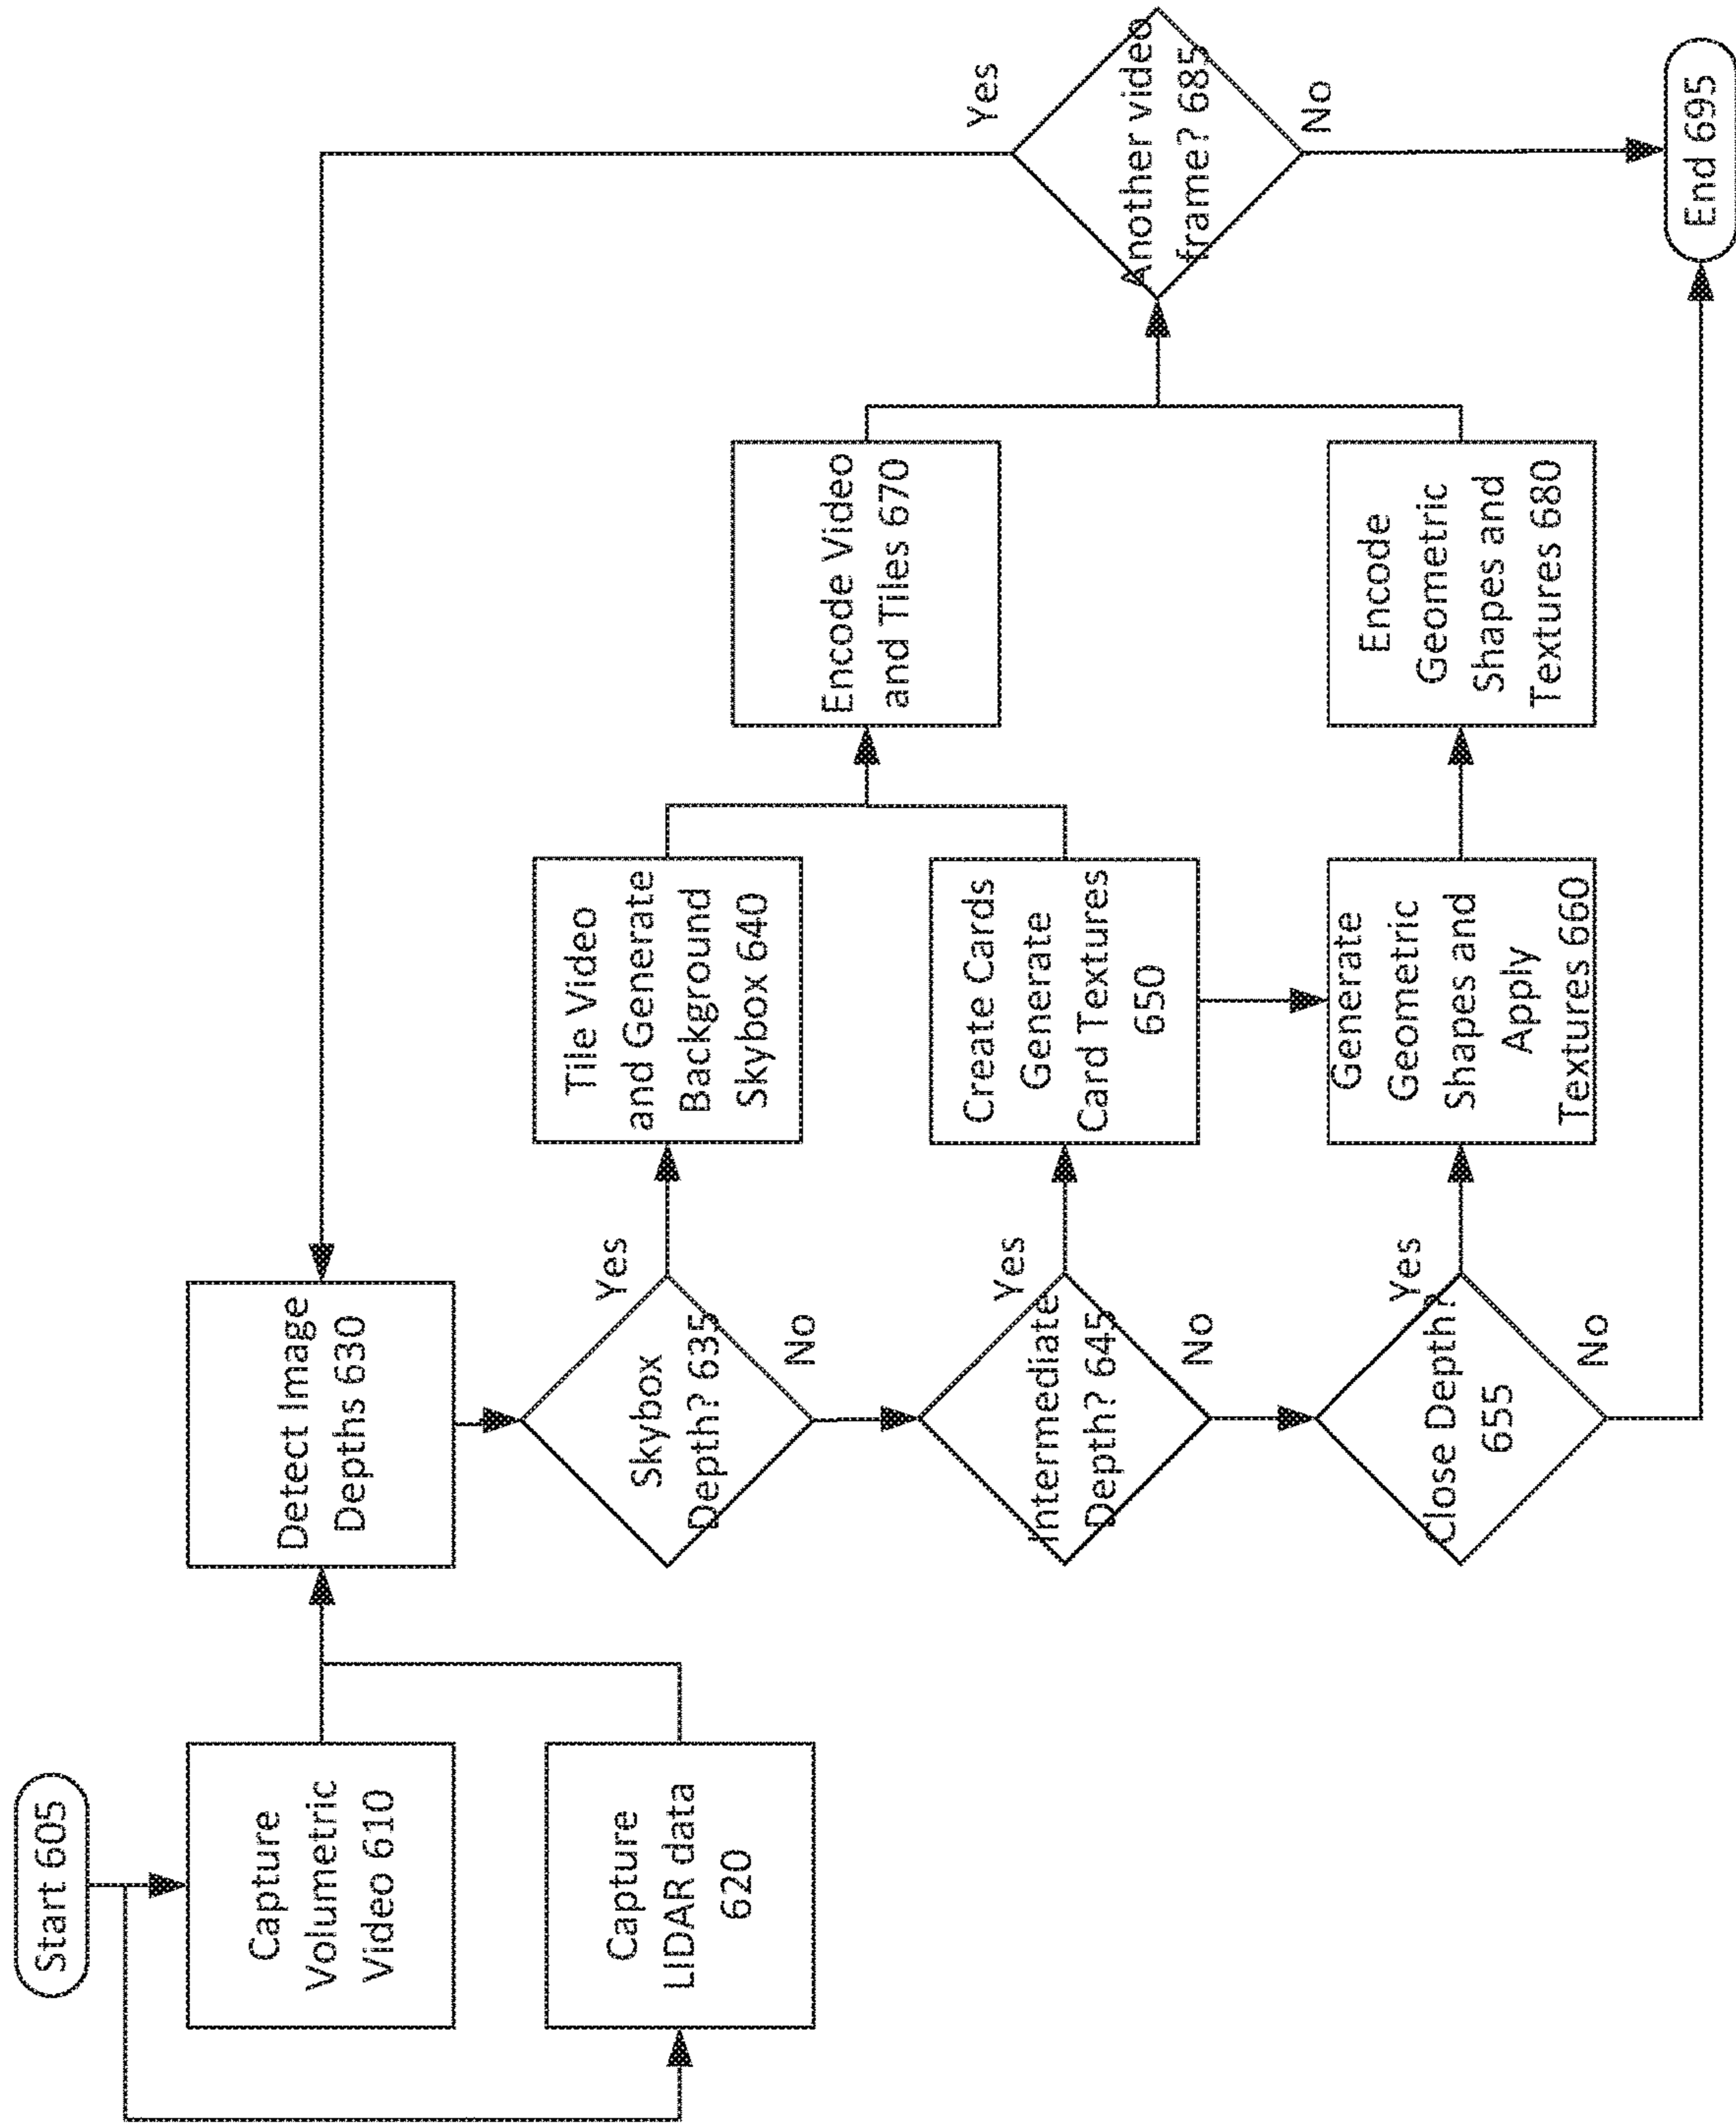 Start 605
Capture
Volumetric
Video 610
Capture
LIDAR data
620
Detect Image
Depths 630
Skybox
Depth? 635
Yes
No
Tile Video
and Generate
Background
Skybox 640
Intermediate
Depth? 645
Yes
No
Create Cards
Generate
Card Textures
650
Close Depth?
655
Yes
No
Generate
Geometric
Shapes and
Apply
Textures 660
Encode Video
and Tiles 670
Encode
Geometric
Shapes and
Textures 680
Another video
frame? 685
Yes
No
End 695